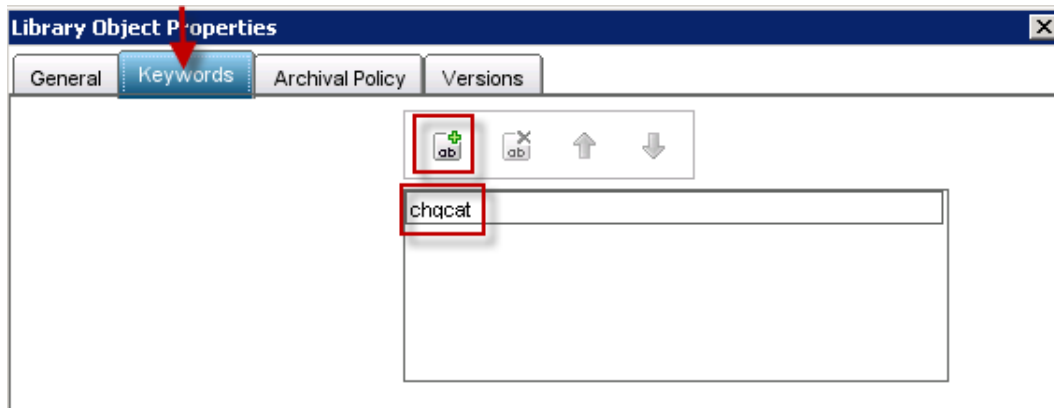 Library Object Properties
General Keywords Archival Policy Versions
ab ab
chqcat